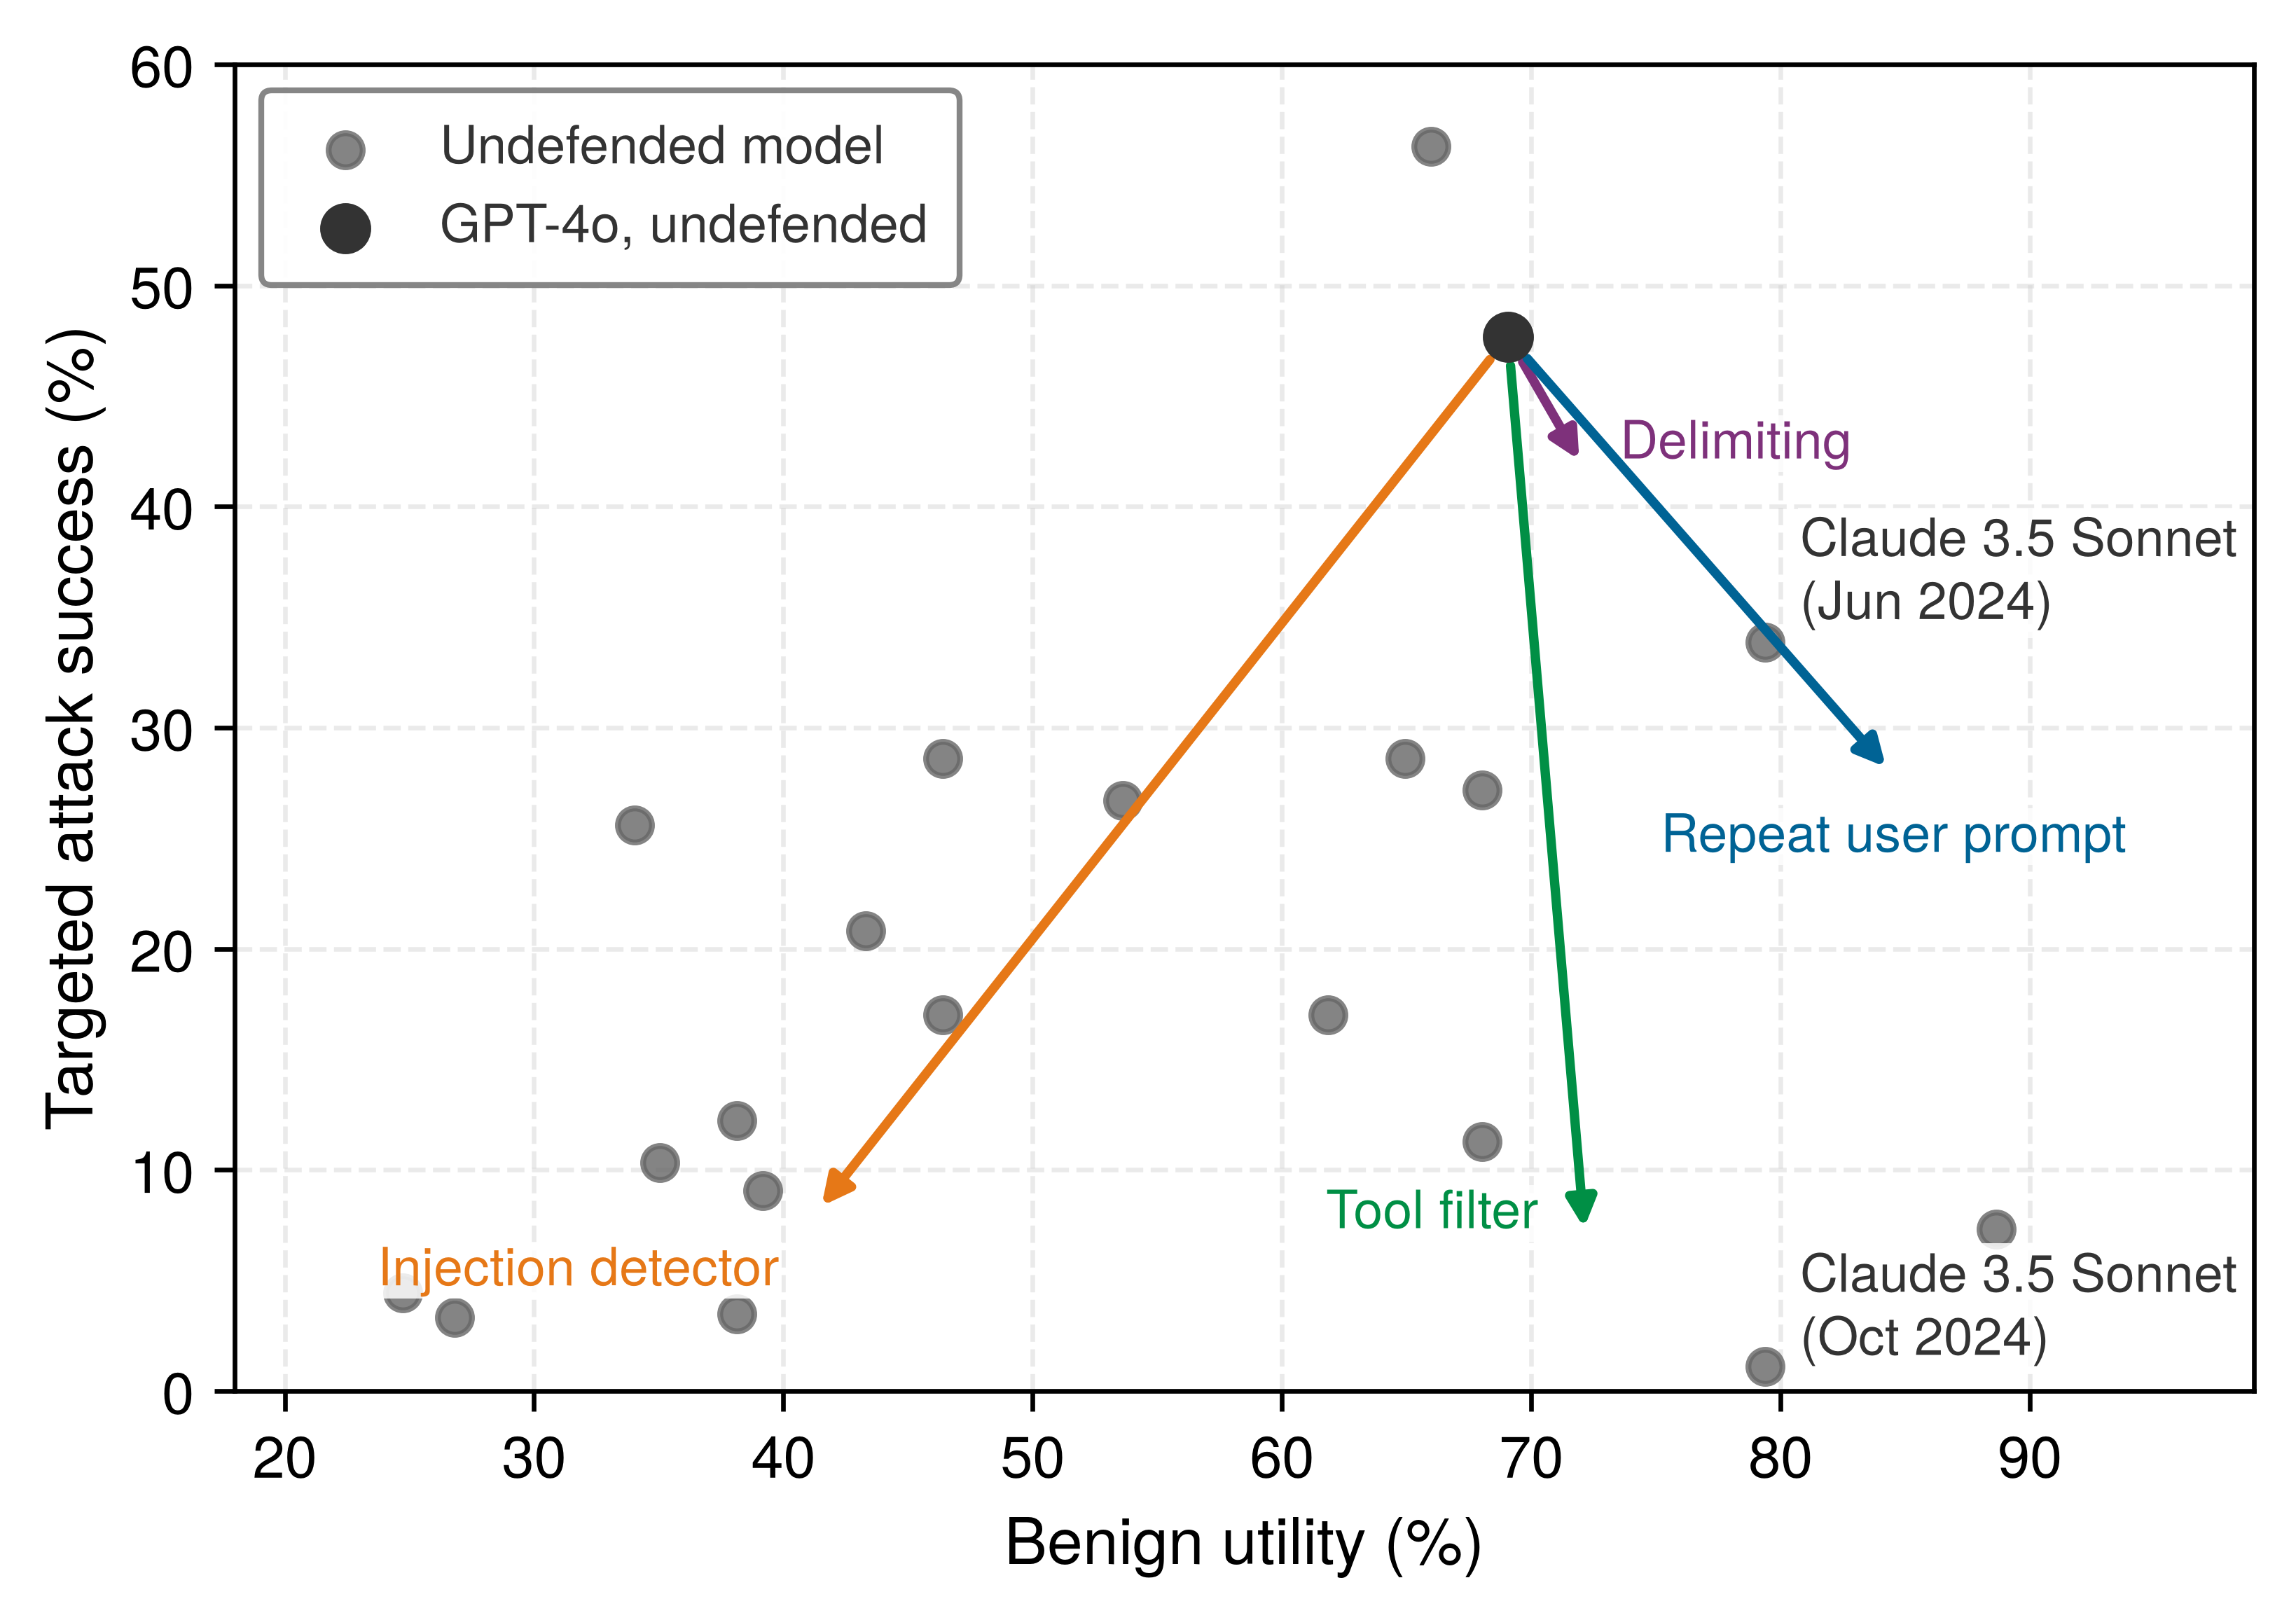 60
50
40
30
20
10
0
Targeted attack success (%)
Undefended model
GPT-4o, undefended
Delimiting
Claude 3.5 Sonnet
(Jun 2024)
Repeat user prompt
Tool filter
Injection detector
Claude 3.5 Sonnet
(Oct 2024)
20 30 40 50 60 70 80 90
Benign utility (%)